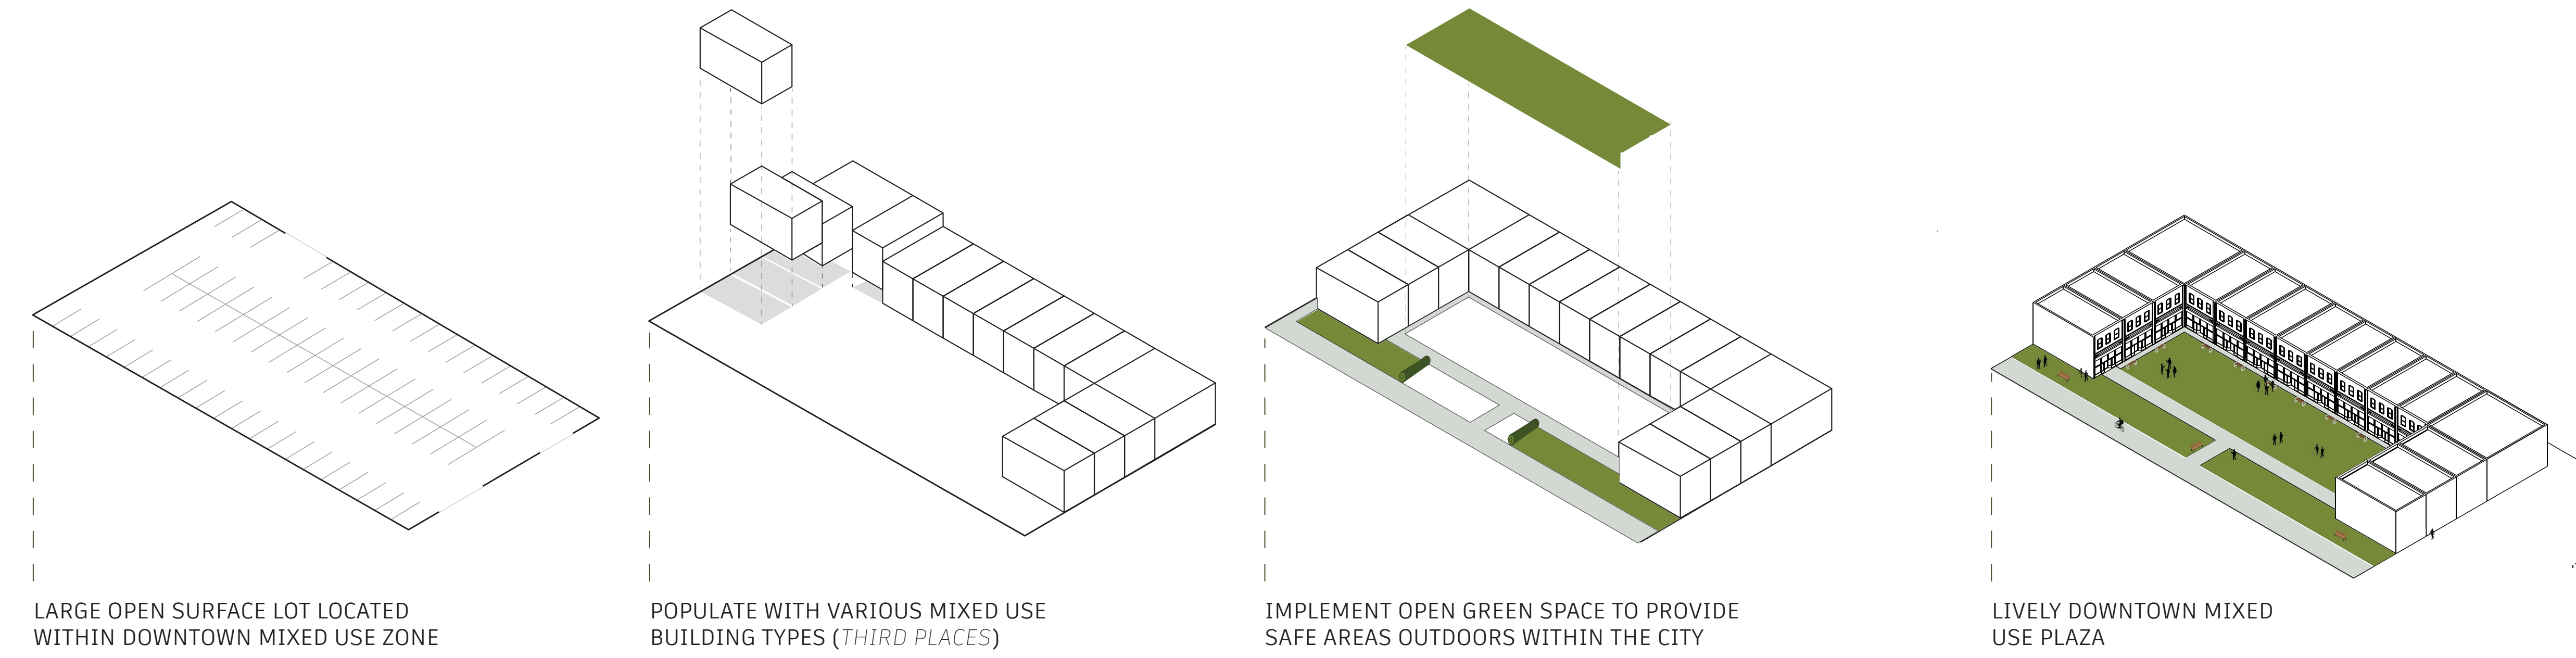 LARGE OPEN SURFACE LOT LOCATED
WITHIN DOWNTOWN MIXED USE ZONE
POPULATE WITH VARIOUS MIXED USE
BUILDING TYPES (THIRD PLACES)
IMPLEMENT OPEN GREEN SPACE TO PROVIDE
SAFE AREAS OUTDOORS WITHIN THE CITY
LIVELY DOWNTOWN MIXED
USE PLAZA